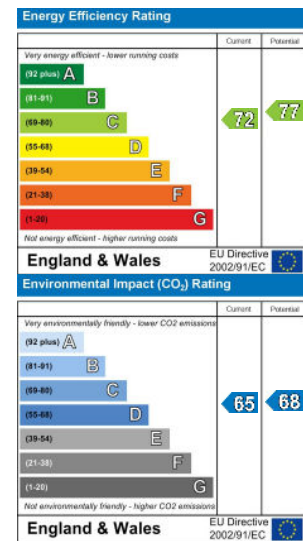 Energy Efficiency Rating
Current Potential
Very energy efficient - lower running costs
(92 plus) A
(81-91) B
(69-80) C
72 77
(55-68) D
(39-54) E
(21-38) F
(1-20) G
Not energy efficient - higher running costs
England & Wales
EU Directive
2002/91/EC
Environmental Impact (CO₂) Rating
Current Potential
Very environmentally friendly - lower CO2 emissions
(92 plus) A
(81-91) B
(69-80) C
(55-68) D
65 68
(39-54) E
(21-38) F
(1-20) G
Not environmentally friendly - higher CO2 emissions
England & Wales
EU Directive
2002/91/EC